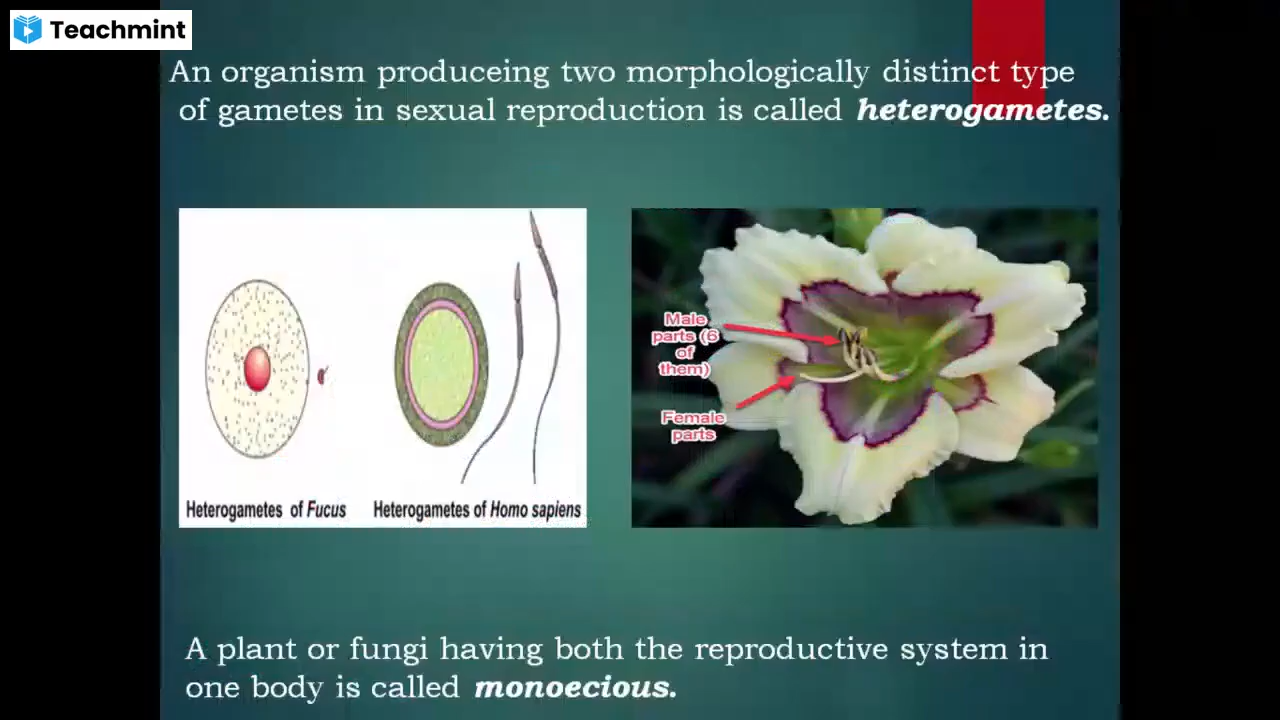 Teachmint
An organism produceing two morphologically distinct type
of gametes in sexual reproduction is called heterogametes.
Male
parts (6
of
them)
Female
parts
Heterogametes of Fucus
Heterogametes of Homo sapiens
A plant or fungi having both the reproductive system in
one body is called monoecious.